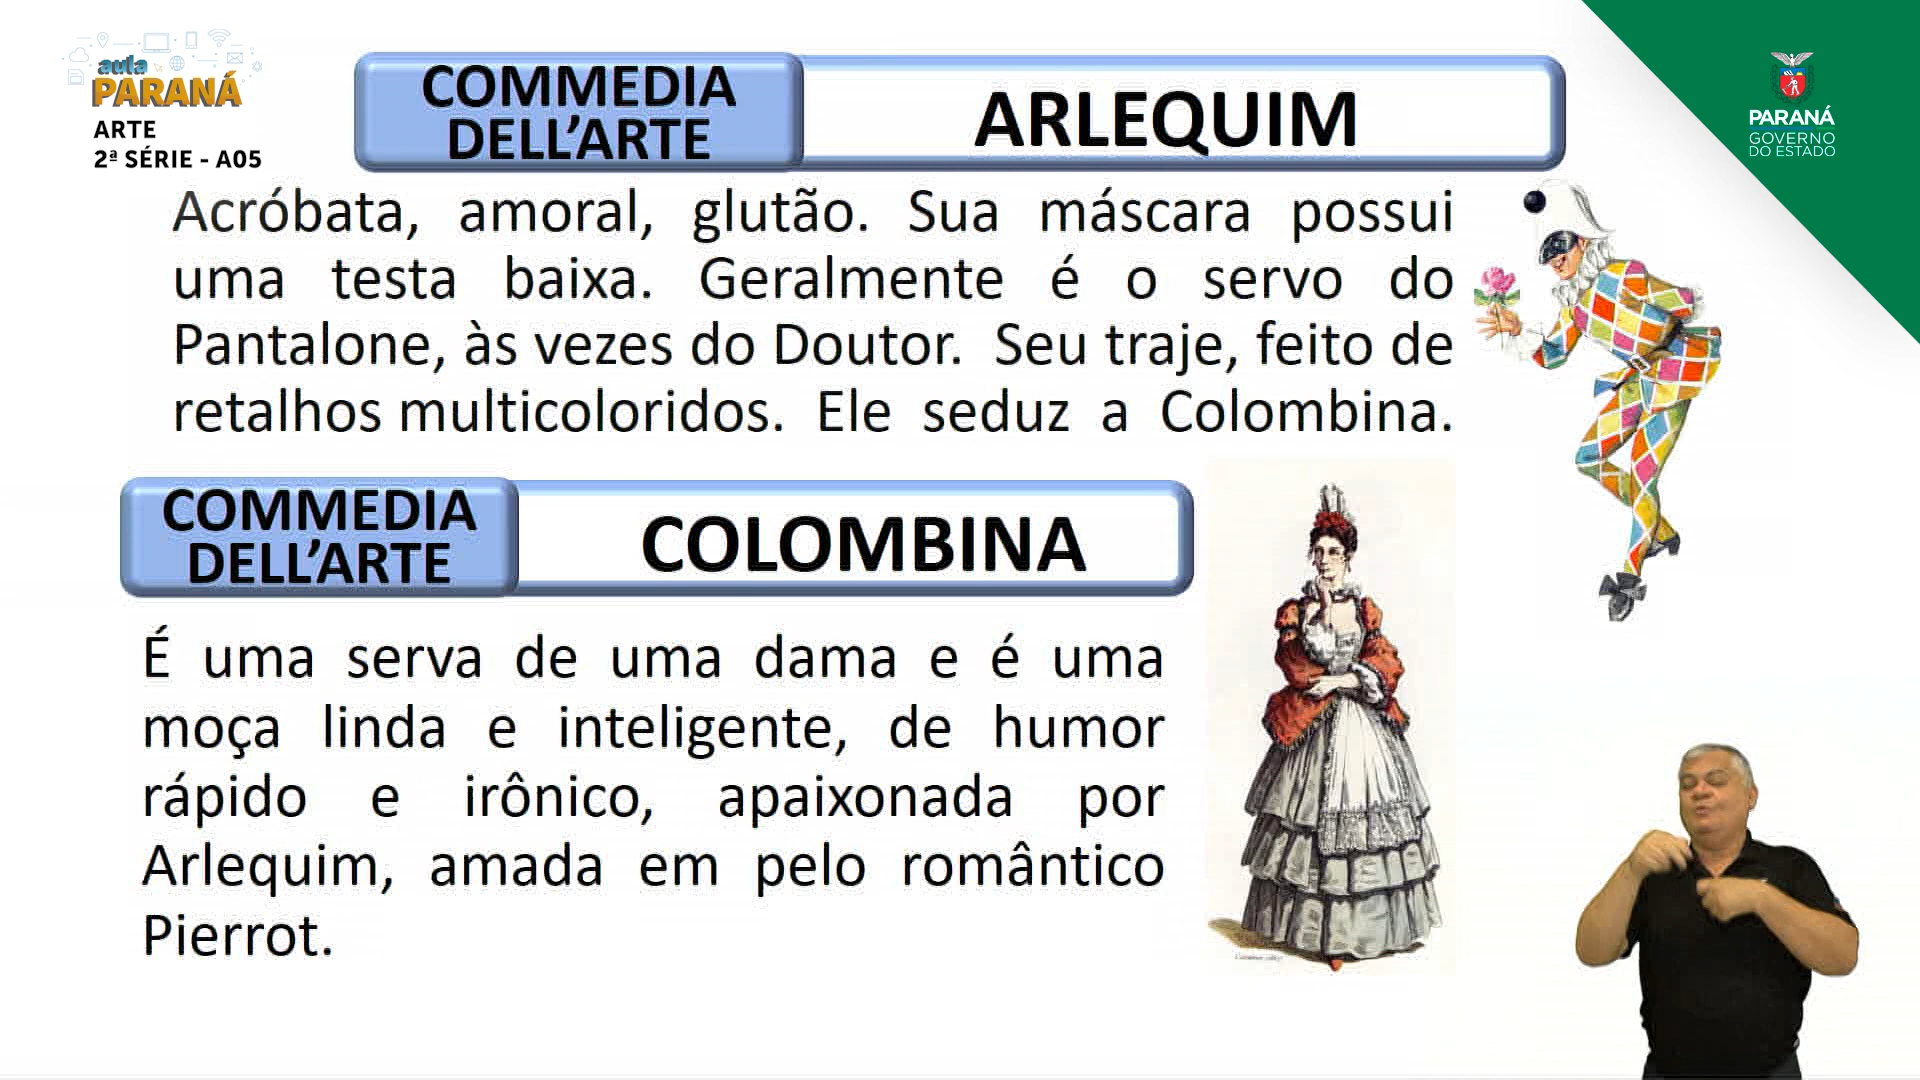 aula
PARANÁ
ARTE
2ª SÉRIE - A05
COMMEDIA
DELL’ARTE
ARLEQUIM
PARANÁ
GOVERNO
DO ESTADO
Acróbata, amoral, glutão. Sua máscara possui
uma testa baixa. Geralmente é o servo do
Pantalone, às vezes do Doutor. Seu traje, feito de
retalhos multicoloridos. Ele seduz a Colombina.
COMMEDIA
DELL’ARTE
COLOMBINA
É uma serva de uma dama e é uma
moça linda e inteligente, de humor
rápido e irônico, apaixonada por
Arlequim, amada em pelo romântico
Pierrot.